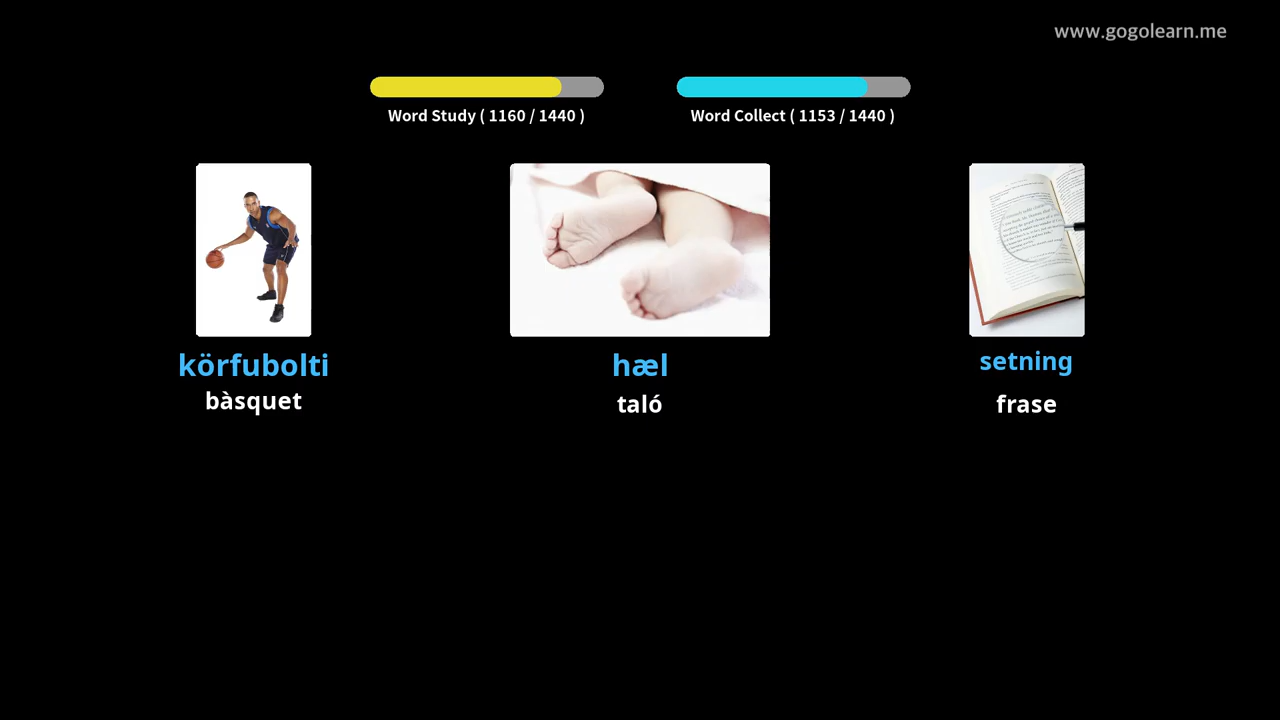 www.gogolearn.me
Word Study ( 1160 / 1440 )
Word Collect ( 1153 / 1440 )
körfubolti
hæl
setning
bàsquet
taló
frase